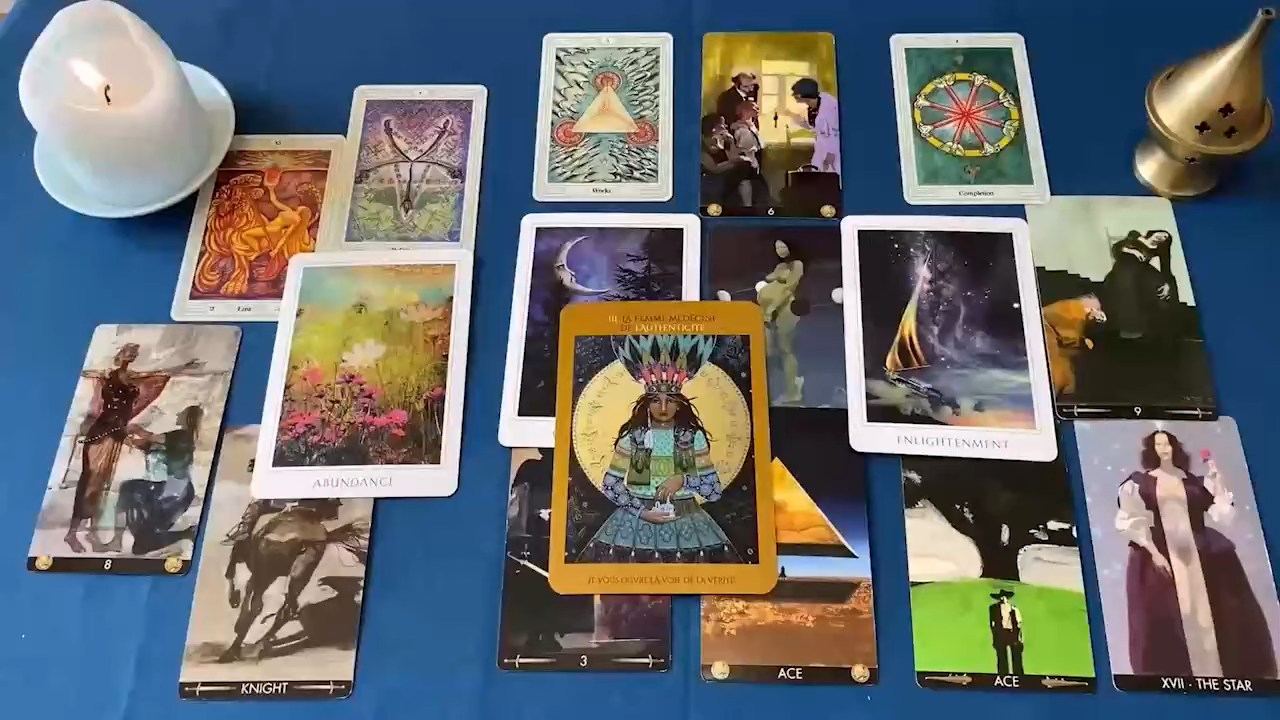 Works
6
Completion
XI
Lust
III LA FEMME MÉDECINE
DE L'AUTHENTICITÉ
ENLIGHTENMENT
9
ABUNDANCE
8
JE VOUS OUVRE LA VOIE DE LA VÉRITÉ
3
ACE
ACE
KNIGHT
XVII - THE STAR